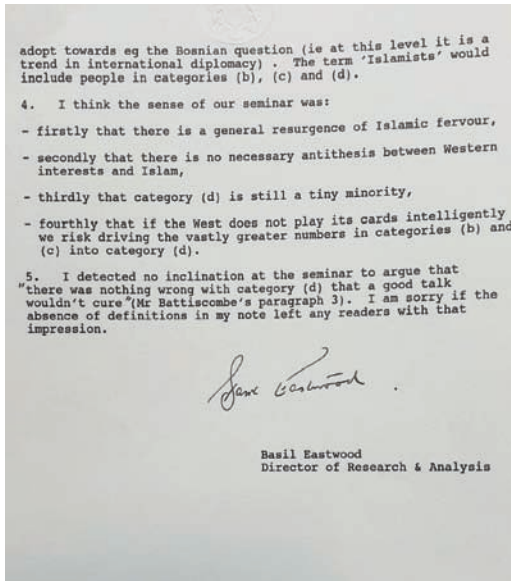 adopt towards eg the Bosnian question (ie at this level it is a
trend in international diplomacy) . The term 'Islamists' would
include people in categories (b), (c) and (d).
4. I think the sense of our seminar was:
- firstly that there is a general resurgence of Islamic fervour,
- secondly that there is no necessary antithesis between Western
interests and Islam,
- thirdly that category (d) is still a tiny minority,
- fourthly that if the West does not play its cards intelligently
we risk driving the vastly greater numbers in categories (b) and
(c) into category (d).
5. I detected no inclination at the seminar to argue that
"there was nothing wrong with category (d) that a good talk
wouldn't cure" (Mr Battiscombe's paragraph 3). I am sorry if the
absence of definitions in my note left any readers with that
impression.
Eastwood
Basil Eastwood
Director of Research & Analysis